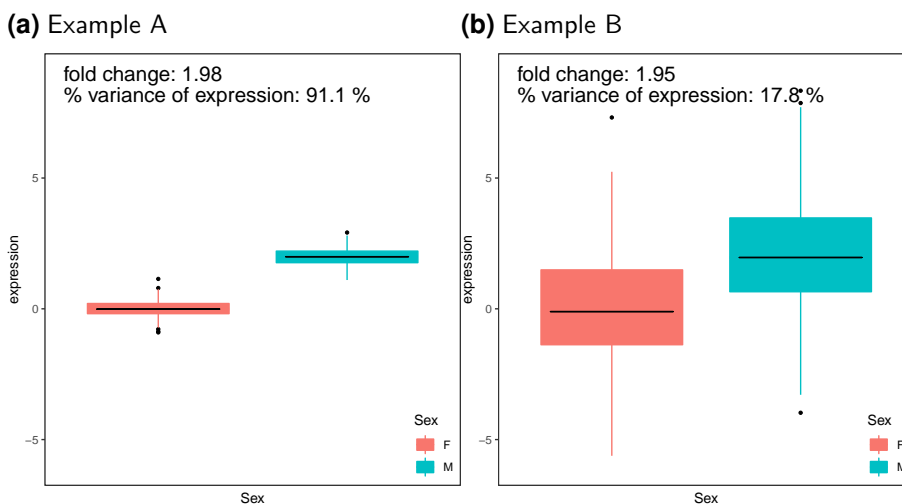 (a) Example A
fold change: 1.98
% variance of expression: 91.1 %
expression
5
0
−5
Sex
F
M
Sex
(b) Example B
fold change: 1.95
% variance of expression: 17.8 %
expression
5
0
−5
Sex
F
M
Sex